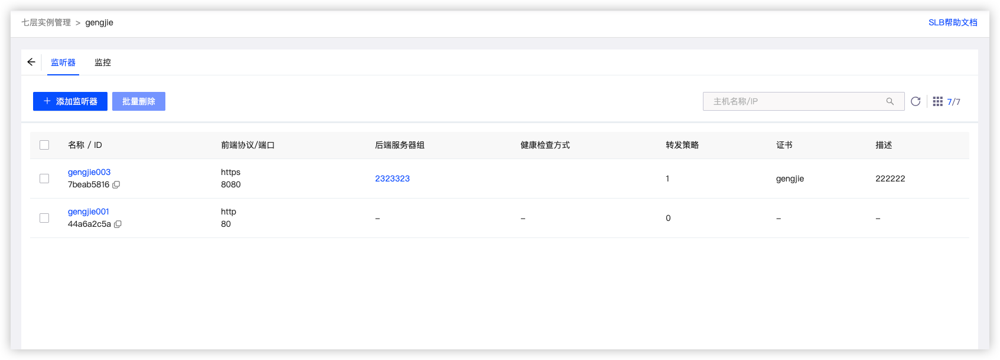 七层实例管理 > gengjie
SLB帮助文档
监听器 监控
添加监听器 批量删除
主机名称/IP
7/7
名称 / ID 前端协议/端口 后端服务器组 健康检查方式 转发策略 证书 描述
gengjie003 https
7beab5816 8080
2323323 1 gengjie 222222
gengjie001 http
44a6a2c5a 80
– – 0 – –